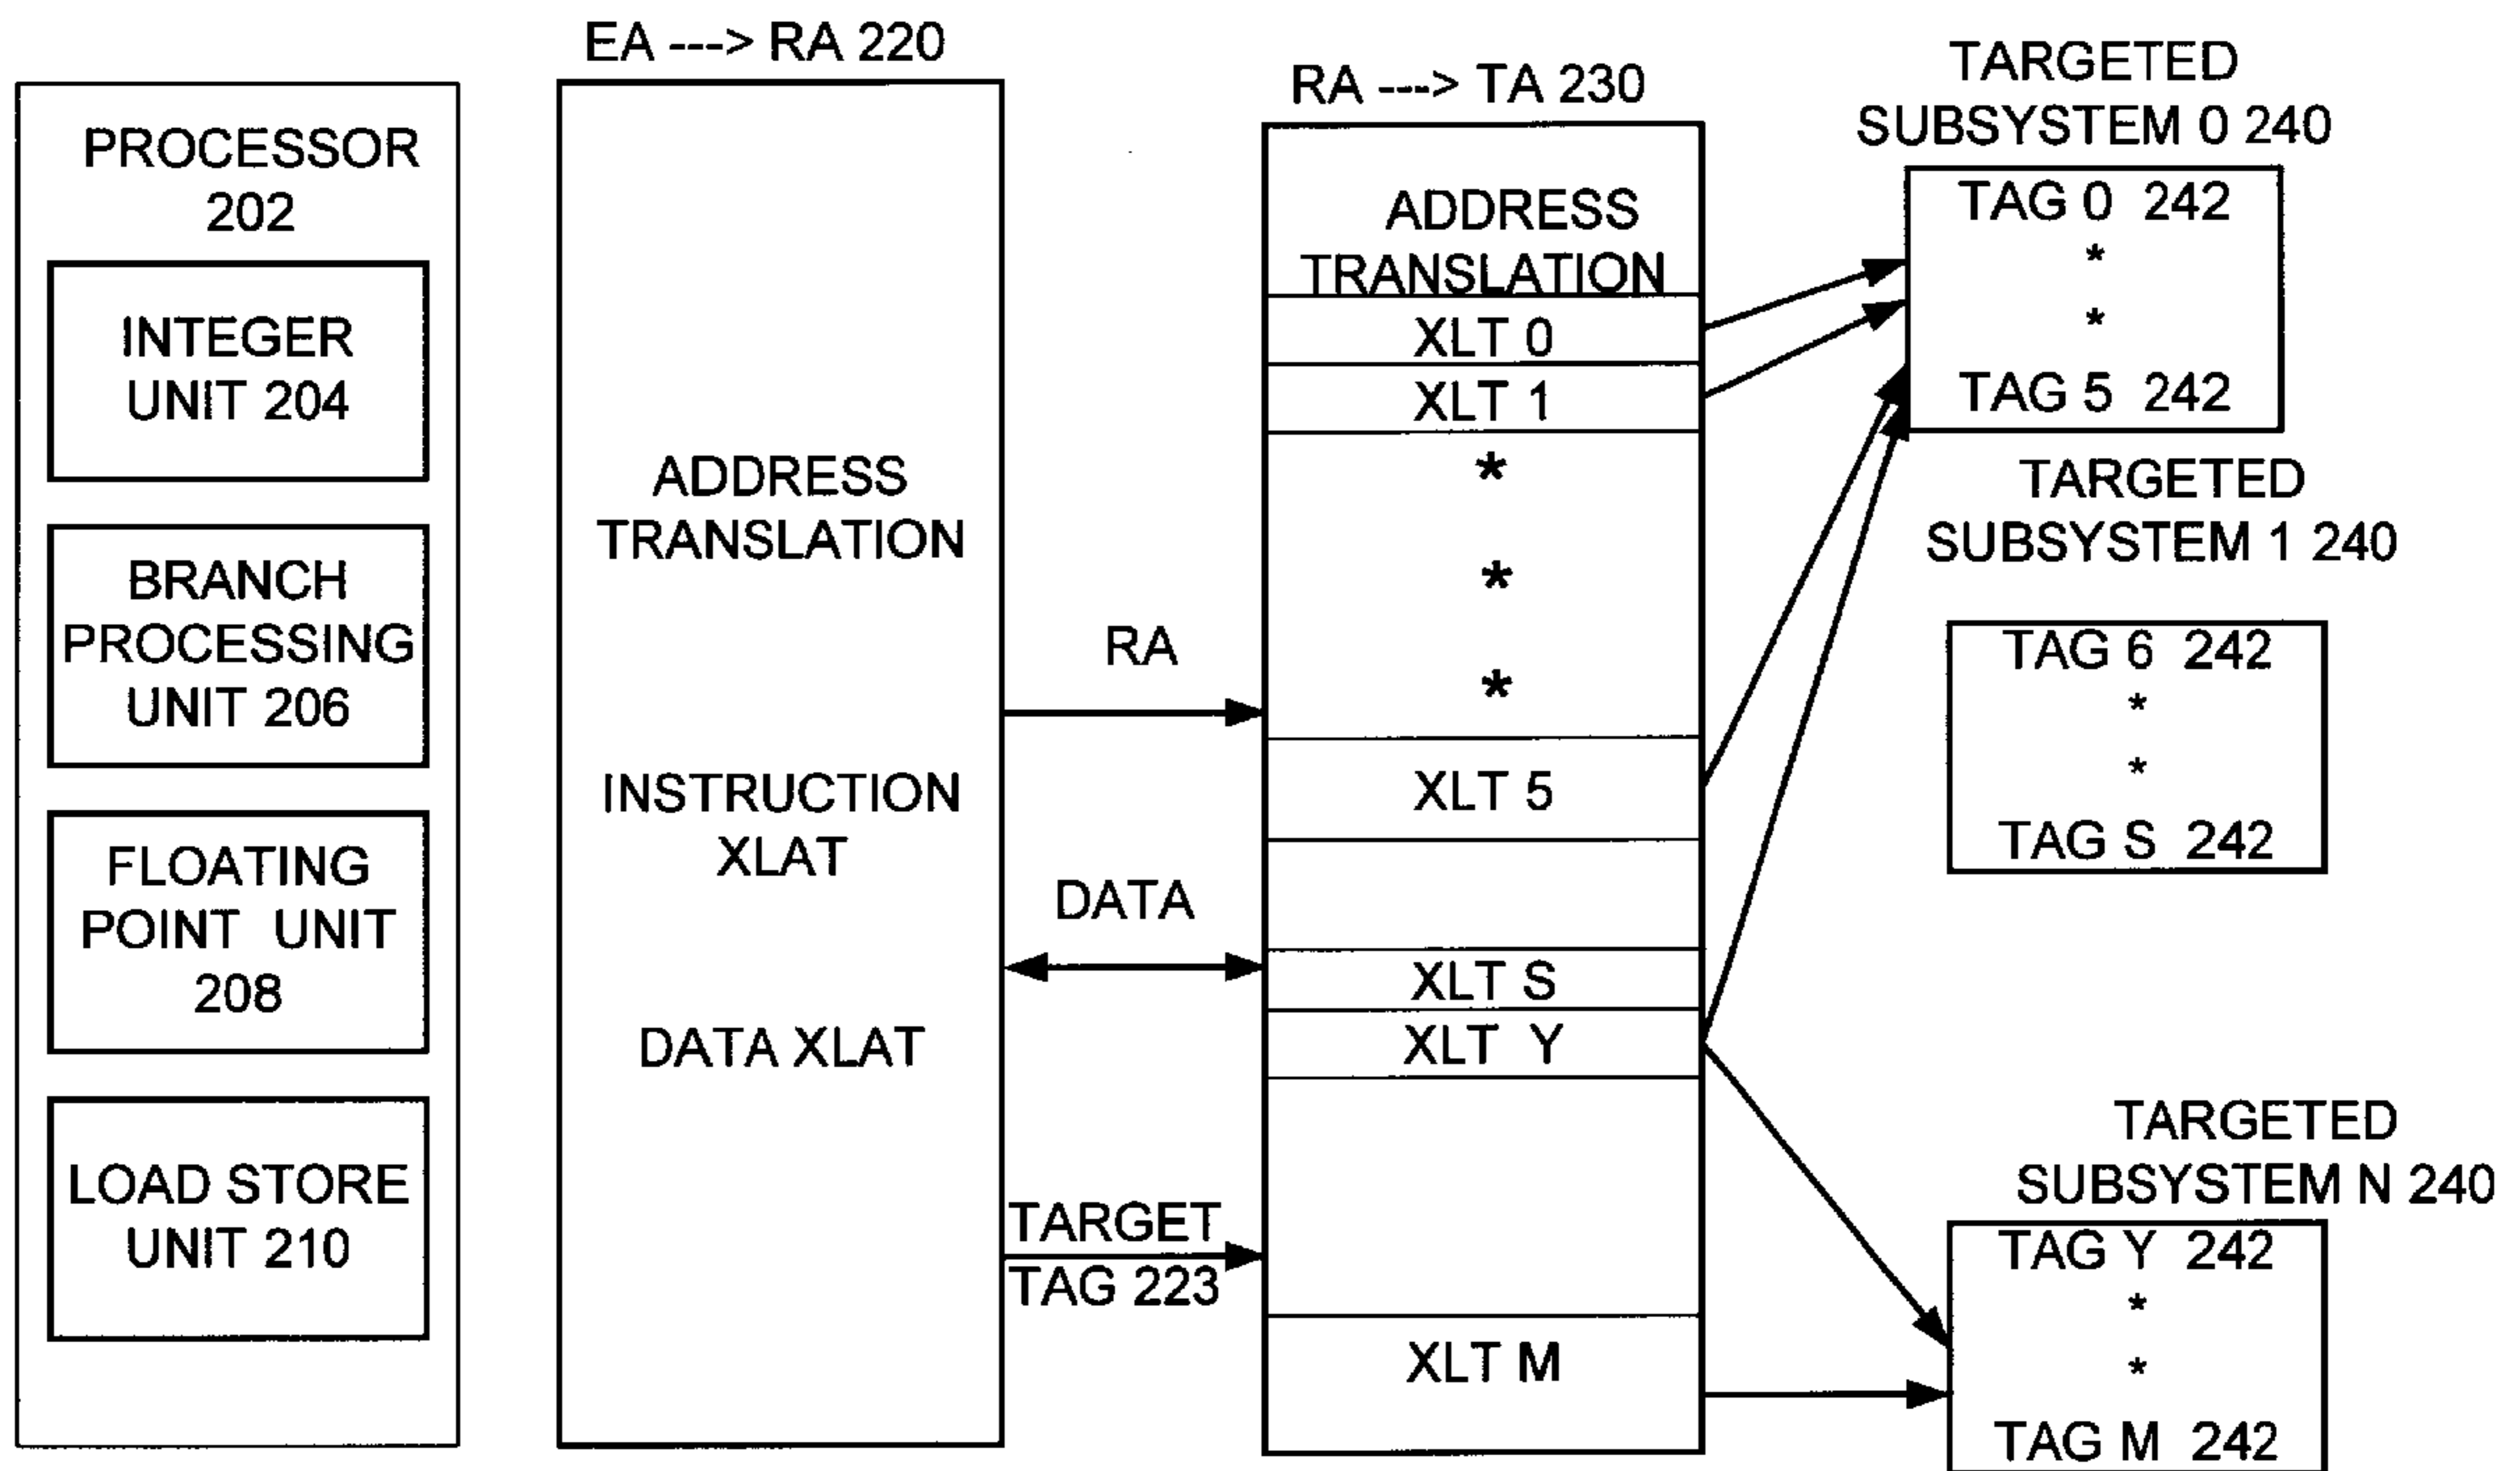 PROCESSOR
202
INTEGER
UNIT 204
BRANCH
PROCESSING
UNIT 206
FLOATING
POINT UNIT
208
LOAD STORE
UNIT 210
EA ---> RA 220
ADDRESS
TRANSLATION
INSTRUCTION
XLAT
DATA XLAT
RA
DATA
TARGET
TAG 223
RA ---> TA 230
ADDRESS
TRANSLATION
XLT 0
XLT 1
*
*
*
XLT 5
XLT S
XLT Y
XLT M
TARGETED
SUBSYSTEM 0 240
TAG 0 242
*
*
TAG 5 242
TARGETED
SUBSYSTEM 1 240
TAG 6 242
*
*
TAG S 242
TARGETED
SUBSYSTEM N 240
TAG Y 242
*
*
TAG M 242